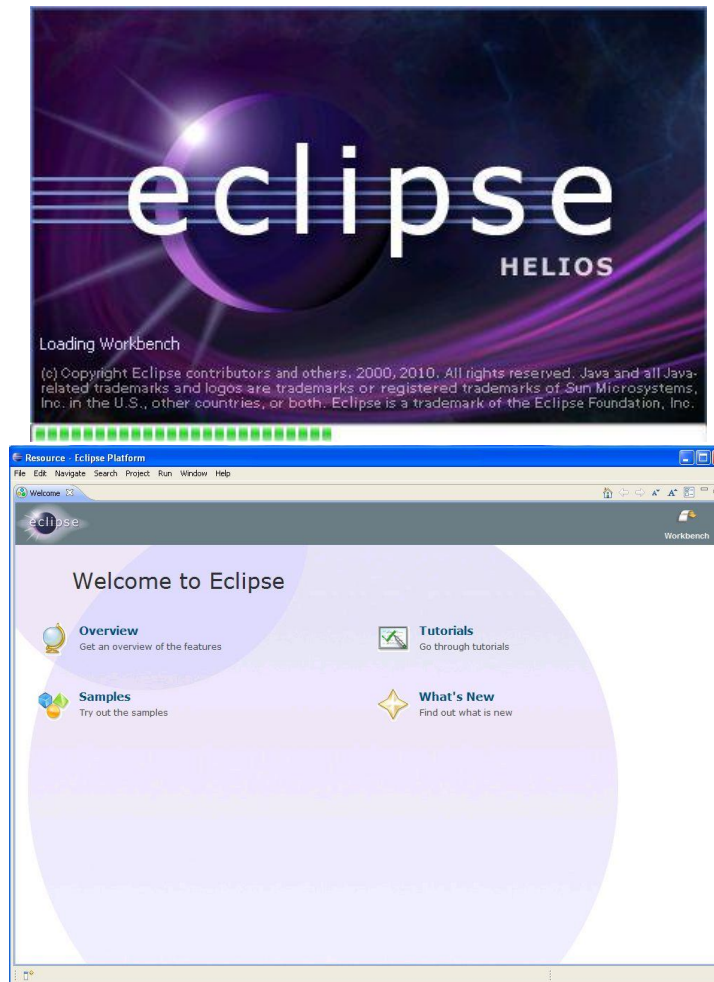 eclipse
HELIOS
Loading Workbench
(c) Copyright Eclipse contributors and others. 2000, 2010. All rights reserved. Java and all Java-
related trademarks and logos are trademarks or registered trademarks of Sun Microsystems,
Inc. in the U.S., other countries, or both. Eclipse is a trademark of the Eclipse Foundation, Inc.
Resource - Eclipse Platform
File Edit Navigate Search Project Run Window Help
Welcome
eclipse
Workbench
Welcome to Eclipse
Overview
Get an overview of the features
Tutorials
Go through tutorials
Samples
Try out the samples
What's New
Find out what is new